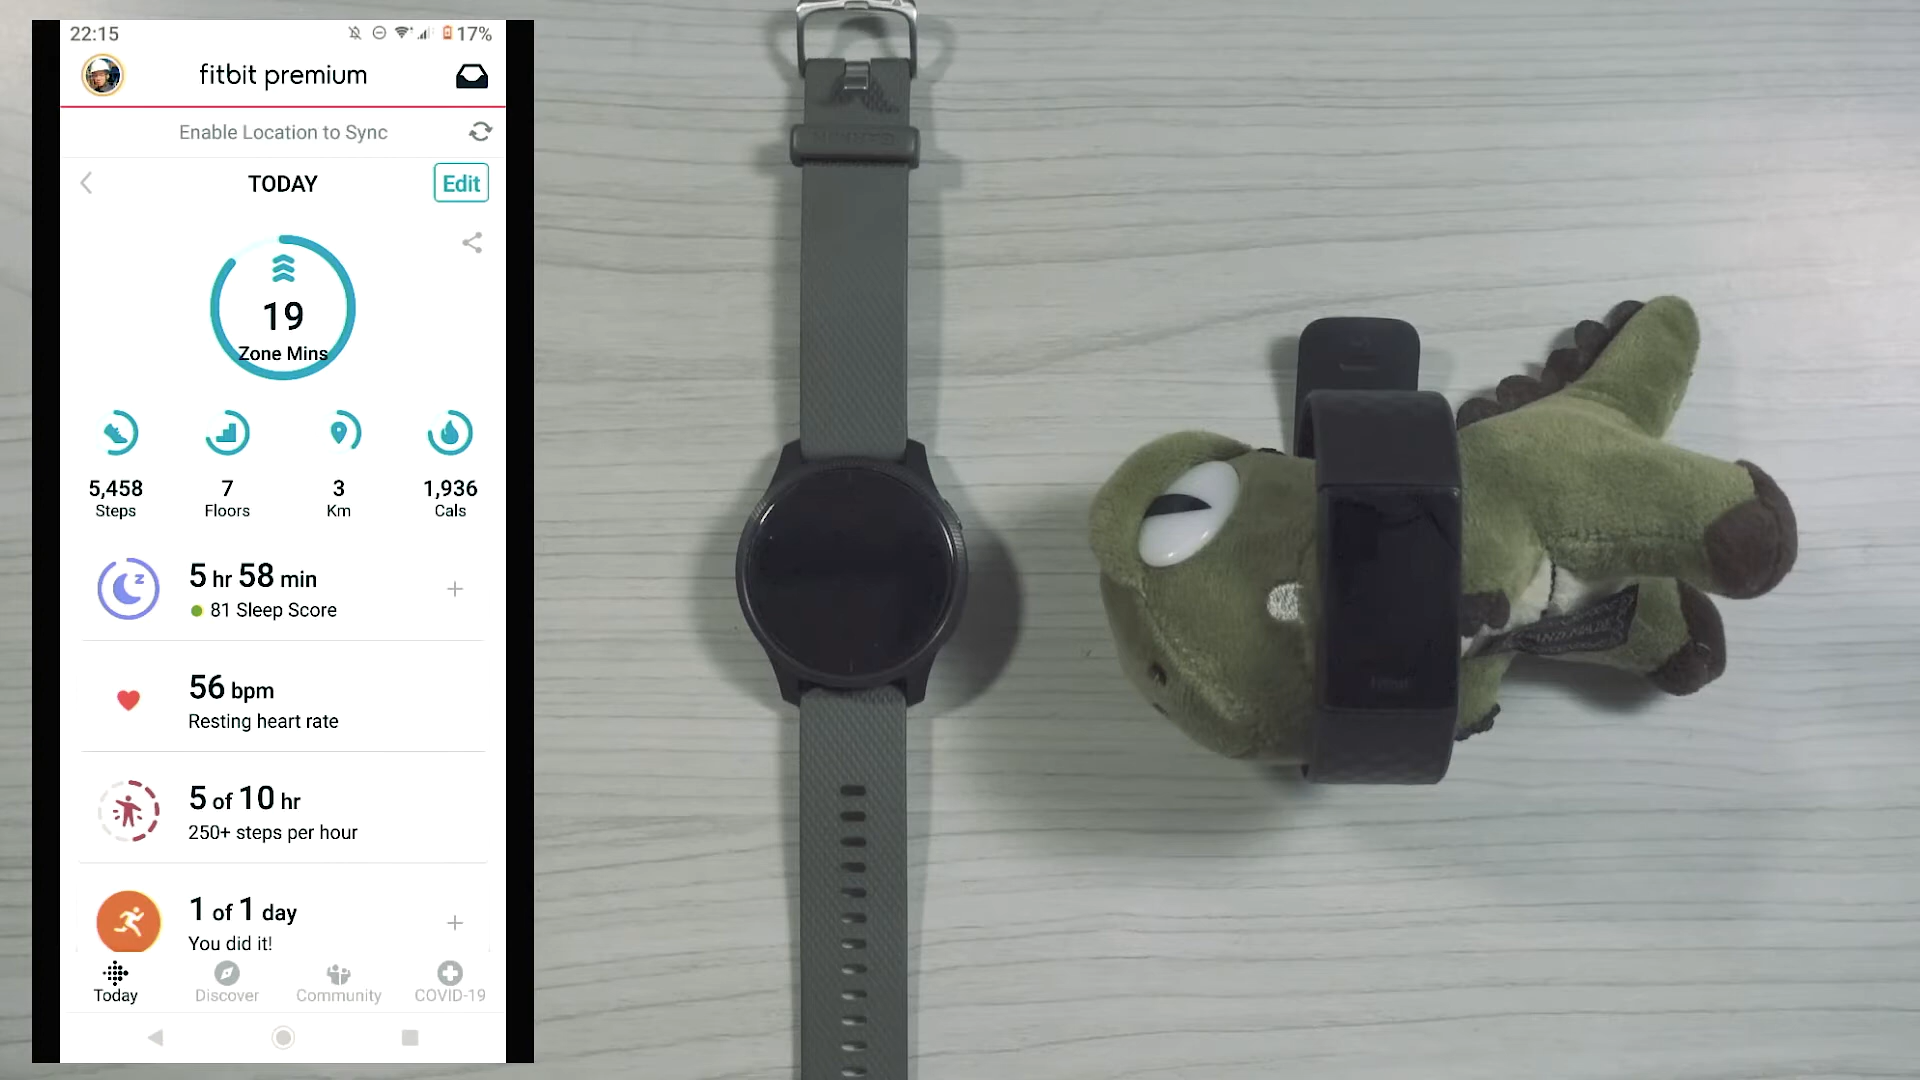 22:15
17%
fitbit premium
Enable Location to Sync
TODAY
Edit
19
Zone Mins
5,458
Steps
7
Floors
3
Km
1,936
Cals
5 hr 58 min
81 Sleep Score
z
56 bpm
Resting heart rate
5 of 10 hr
250+ steps per hour
1 of 1 day
You did it!
Today
Discover
Community
COVID-19
GARMIN
fitbit